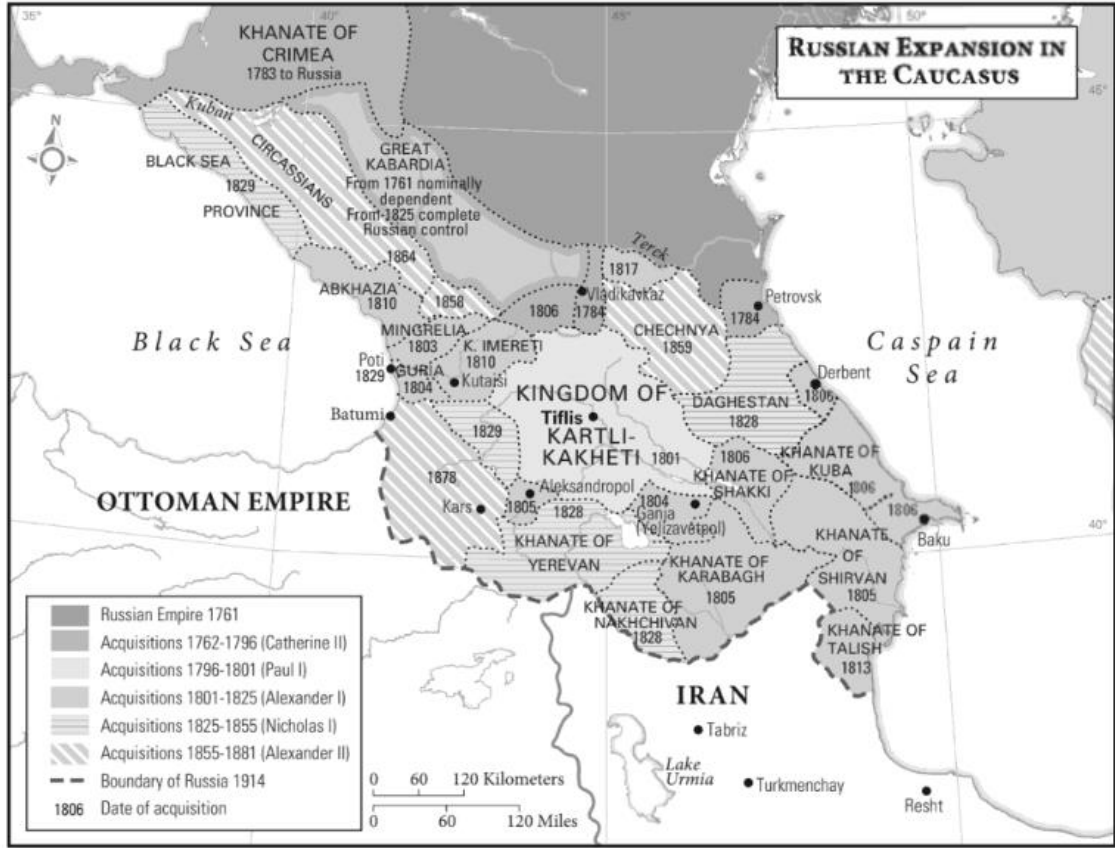 35°
40°
45°
50°
RUSSIAN EXPANSION IN
THE CAUCASUS
45°
KHANATE OF
CRIMEA
1783 to Russia
N
Kuban
CIRCASSIANS
1864
BLACK SEA
1829
PROVINCE
GREAT
KABARDIA
From 1761 nominally
dependent
From 1825 complete
Russian control
Terck
1817
Vladikavkaz
1784
1806
1858
ABKHAZIA
1810
MINGRELIA
1803
K. IMERETI
1810
Poti
1829
GURIA
1804
Kutaisi
Batumi
Black Sea
CHECHNYA
1859
Petrovsk
1784
Caspain
Sea
Derbent
1806
DAGHESTAN
1828
KINGDOM OF
Tiflis
KARTLI-
KAKHETI
1801
1829
1878
Kars
OTTOMAN EMPIRE
Aleksandropol
1805
1828
1804
Ganja
(Yelizavetpol)
1806
KHANATE OF
SHAKKI
KHANATE OF
KUBA
1806
1806
Baku
40°
KHANATE OF
YEREVAN
KHANATE OF
KARABAGH
1805
KHANATE
OF
SHIRVAN
1805
KHANATE OF
NAKHCHIVAN
1828
KHANATE OF
TALISH
1813
IRAN
Tabriz
Lake
Urmia
Turkmenchay
Resht
Russian Empire 1761
Acquisitions 1762-1796 (Catherine II)
Acquisitions 1796-1801 (Paul I)
Acquisitions 1801-1825 (Alexander I)
Acquisitions 1825-1855 (Nicholas I)
Acquisitions 1855-1881 (Alexander II)
Boundary of Russia 1914
1806 Date of acquisition
0 60 120 Kilometers
0 60 120 Miles